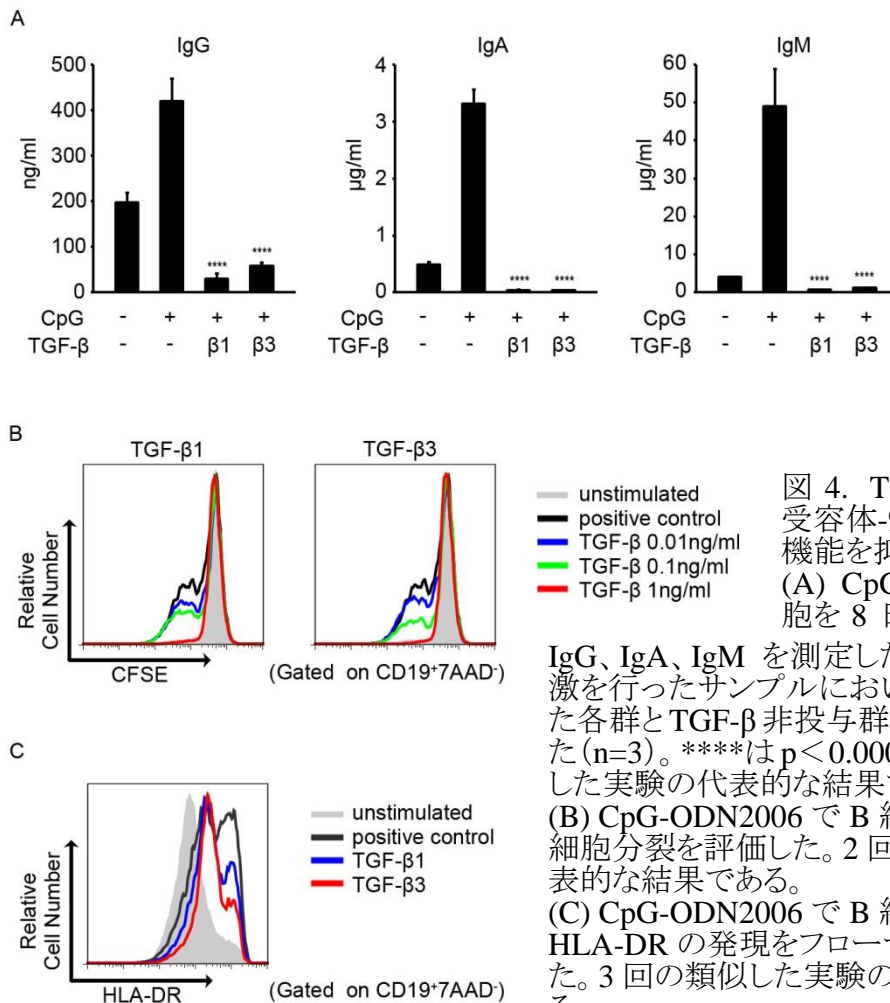 A
IgG
IgA
IgM
ng/ml
500
400
300
200
100
0
**** ****
CpG - + + +
TGF-β - - β1 β3
µg/ml
4
3
2
1
0
**** ****
CpG - + + +
TGF-β - - β1 β3
µg/ml
60
50
40
30
20
10
0
**** ****
CpG - + + +
TGF-β - - β1 β3
B
TGF-β1
TGF-β3
Relative
Cell Number
CFSE
Relative
Cell Number
(Gated on CD19⁺7AAD⁻)
unstimulated
positive control
TGF-β 0.01ng/ml
TGF-β 0.1ng/ml
TGF-β 1ng/ml
C
Relative
Cell Number
HLA-DR
(Gated on CD19⁺7AAD⁻)
unstimulated
positive control
TGF-β1
TGF-β3
図 4. T
受容体-
機能を
(A) CpG
胞を 8
IgG、IgA、IgM を測定した
激を行ったサンプルにおい
た各群とTGF-β 非投与群
た（n=3）。****は p＜0.000
した実験の代表的な結果
(B) CpG-ODN2006 で B
細胞分裂を評価した。2 回
表的な結果である。
(C) CpG-ODN2006 で B
HLA-DR の発現をフロー
た。3 回の類似した実験の